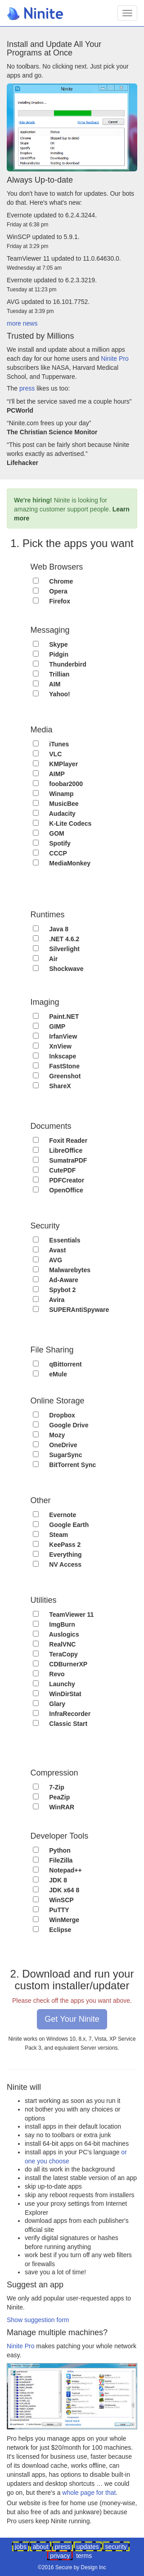 Ninite
Install and Update All Your
Programs at Once
No toolbars. No clicking next. Just pick your
apps and go.
Ninite
Installing chrome...
Get help fast with Ninite Pro!
Cancel
Always Up-to-date
You don't have to watch for updates. Our bots
do that. Here's what's new:
Evernote updated to 6.2.4.3244.
Friday at 6:38 pm
WinSCP updated to 5.9.1.
Friday at 3:29 pm
TeamViewer 11 updated to 11.0.64630.0.
Wednesday at 7:05 am
Evernote updated to 6.2.3.3219.
Tuesday at 11:23 pm
AVG updated to 16.101.7752.
Tuesday at 3:39 pm
more news
Trusted by Millions
We install and update about a million apps
each day for our home users and Ninite Pro
subscribers like NASA, Harvard Medical
School, and Tupperware.
The press likes us too:
“I'll be the service saved me a couple hours”
PCWorld
“Ninite.com frees up your day”
The Christian Science Monitor
“This post can be fairly short because Ninite
works exactly as advertised.”
Lifehacker
We're hiring! Ninite is looking for
amazing customer support people. Learn
more
1. Pick the apps you want
Web Browsers
Chrome
Opera
Firefox
Messaging
Skype
Pidgin
Thunderbird
Trillian
AIM
Yahoo!
Media
iTunes
VLC
KMPlayer
AIMP
foobar2000
Winamp
MusicBee
Audacity
K-Lite Codecs
GOM
Spotify
CCCP
MediaMonkey
Runtimes
Java 8
.NET 4.6.2
Silverlight
Air
Shockwave
Imaging
Paint.NET
GIMP
IrfanView
XnView
Inkscape
FastStone
Greenshot
ShareX
Documents
Foxit Reader
LibreOffice
SumatraPDF
CutePDF
PDFCreator
OpenOffice
Security
Essentials
Avast
AVG
Malwarebytes
Ad-Aware
Spybot 2
Avira
SUPERAntiSpyware
File Sharing
qBittorrent
eMule
Online Storage
Dropbox
Google Drive
Mozy
OneDrive
SugarSync
BitTorrent Sync
Other
Evernote
Google Earth
Steam
KeePass 2
Everything
NV Access
Utilities
TeamViewer 11
ImgBurn
Auslogics
RealVNC
TeraCopy
CDBurnerXP
Revo
Launchy
WinDirStat
Glary
InfraRecorder
Classic Start
Compression
7-Zip
PeaZip
WinRAR
Developer Tools
Python
FileZilla
Notepad++
JDK 8
JDK x64 8
WinSCP
PuTTY
WinMerge
Eclipse
2. Download and run your
custom installer/updater
Please check off the apps you want above.
Get Your Ninite
Ninite works on Windows 10, 8.x, 7, Vista, XP Service
Pack 3, and equivalent Server versions.
Ninite will
start working as soon as you run it
not bother you with any choices or
options
install apps in their default location
say no to toolbars or extra junk
install 64-bit apps on 64-bit machines
install apps in your PC's language or
one you choose
do all its work in the background
install the latest stable version of an app
skip up-to-date apps
skip any reboot requests from installers
use your proxy settings from Internet
Explorer
download apps from each publisher's
official site
verify digital signatures or hashes
before running anything
work best if you turn off any web filters
or firewalls
save you a lot of time!
Suggest an app
We only add popular user-requested apps to
Ninite.
Show suggestion form
Manage multiple machines?
Ninite Pro makes patching your whole network
easy.
Pro helps you manage apps on your whole
network or just run Ninite on one machine.
It's licensed for business use, faster because
of its download cache, works offline, can
install apps silently, has options to disable
built-in updates and desktop shortcuts … we
could go on, but there's a whole page for that.
Our website is free for home use (money-wise,
but also free of ads and junkware) because
Pro users keep Ninite running.
jobs about press updates security
privacy terms
©2016 Secure by Design Inc